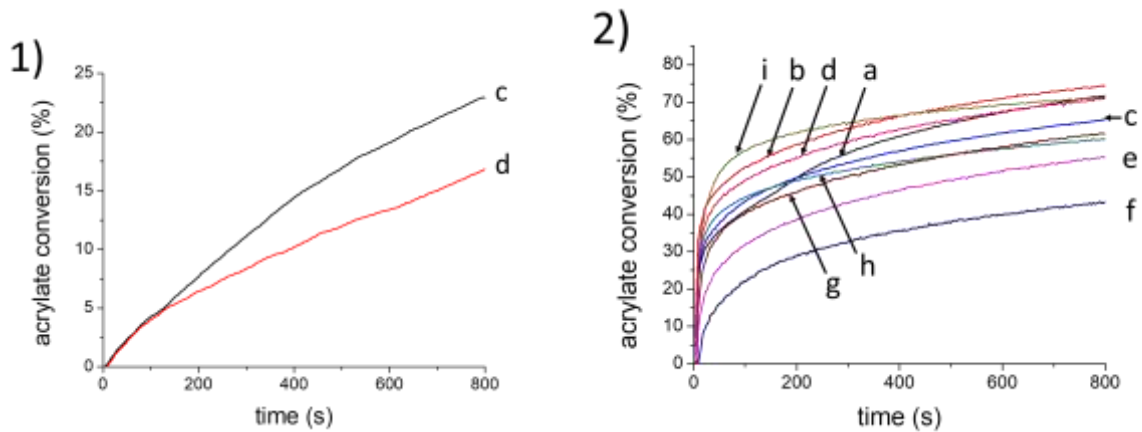 1)
acrylate conversion (%)
25
20
15
10
5
0
0 200 400 600 800
time (s)
c
d
2)
acrylate conversion (%)
80
70
60
50
40
30
20
10
0
0 200 400 600 800
time (s)
i b d a
c
e
f
g h